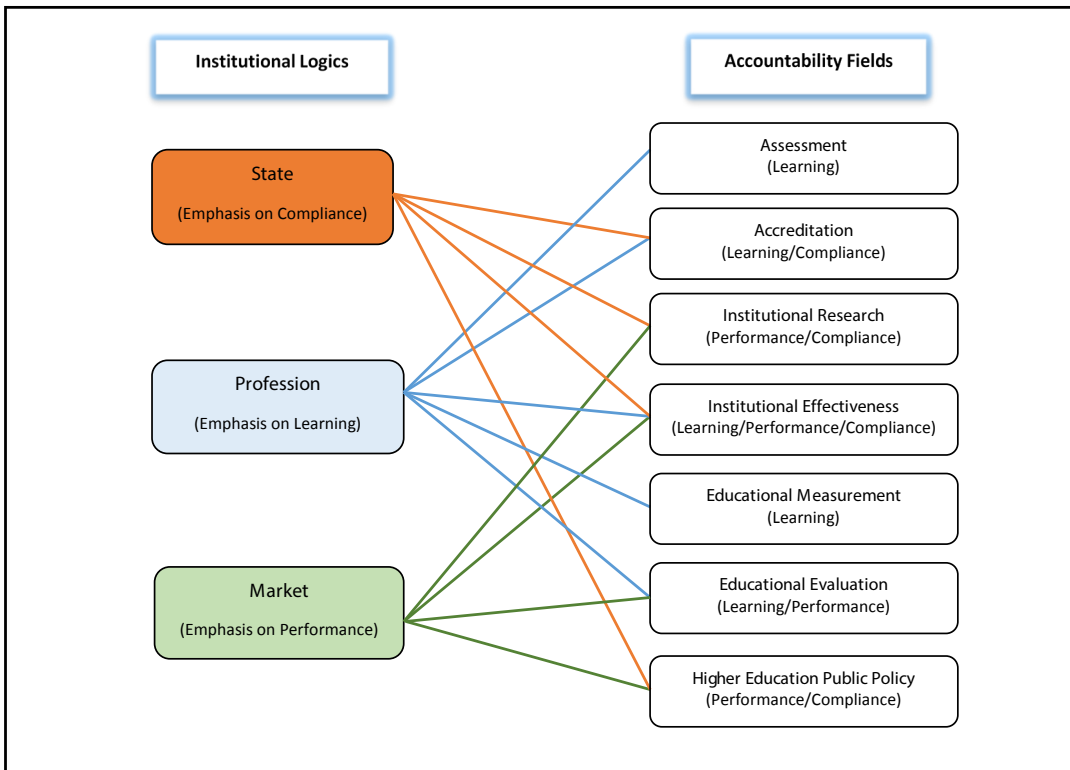 Institutional Logics
Accountability Fields
State
(Emphasis on Compliance)
Profession
(Emphasis on Learning)
Market
(Emphasis on Performance)
Assessment
(Learning)
Accreditation
(Learning/Compliance)
Institutional Research
(Performance/Compliance)
Institutional Effectiveness
(Learning/Performance/Compliance)
Educational Measurement
(Learning)
Educational Evaluation
(Learning/Performance)
Higher Education Public Policy
(Performance/Compliance)